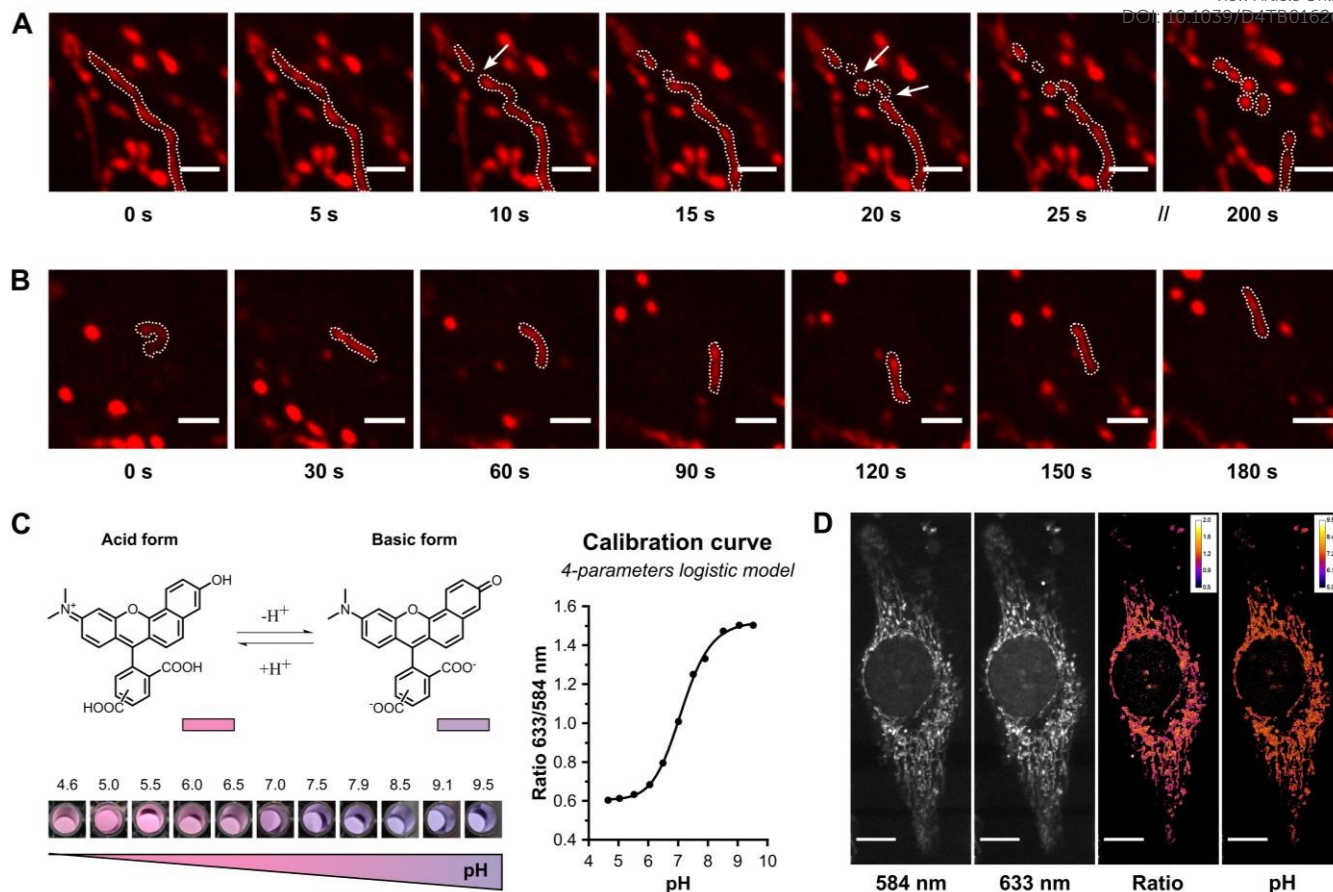 DOI: 10.1039/D4TB0162
A
0 s
5 s
10 s
15 s
20 s
25 s
//
200 s
B
0 s
30 s
60 s
90 s
120 s
150 s
180 s
C
Acid form
Basic form
OH
O
N+
O
-H+
+H+
N
O
COOH
HOOC
COO-
-OOC
4.6 5.0 5.5 6.0 6.5 7.0 7.5 7.9 8.5 9.1 9.5
pH
Calibration curve
4-parameters logistic model
Ratio 633/584 nm
1.6
1.4
1.2
1.0
0.8
0.6
0.4
4 5 6 7 8 9 10
pH
D
584 nm
633 nm
Ratio
pH